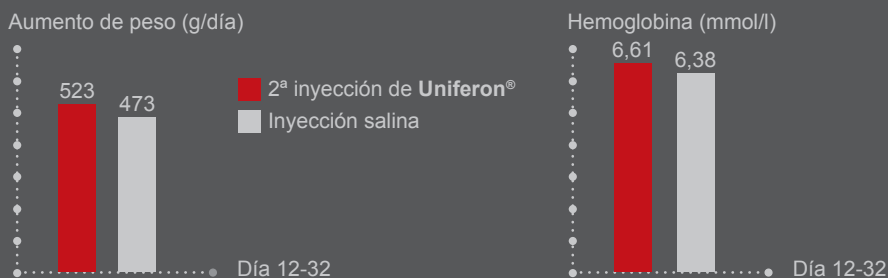 Aumento de peso (g/día)
523
473
2ª inyección de Uniferon®
Inyección salina
Día 12-32
Hemoglobina (mmol/l)
6,61
6,38
Día 12-32